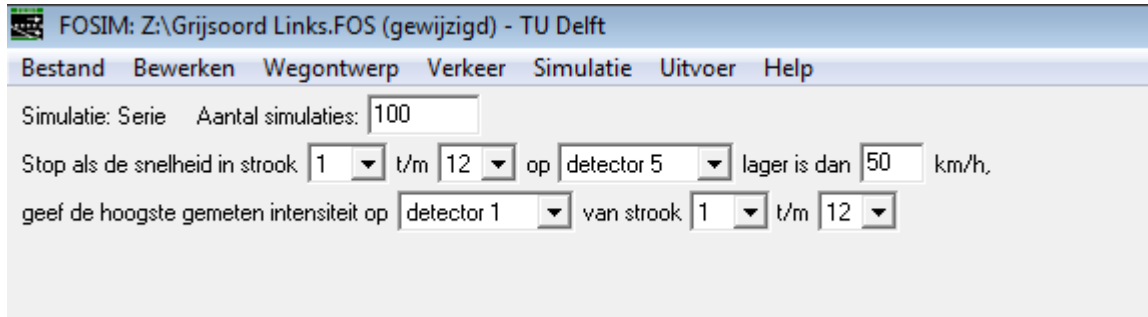 FOSIM: Z:\Grijsoord Links.FOS (gewijzigd) - TU Delft
Bestand Bewerken Wegontwerp Verkeer Simulatie Uitvoer Help
Simulatie: Serie Aantal simulaties: 100
Stop als de snelheid in strook 1 t/m 12 op detector 5 lager is dan 50 km/h,
geef de hoogste gemeten intensiteit op detector 1 van strook 1 t/m 12